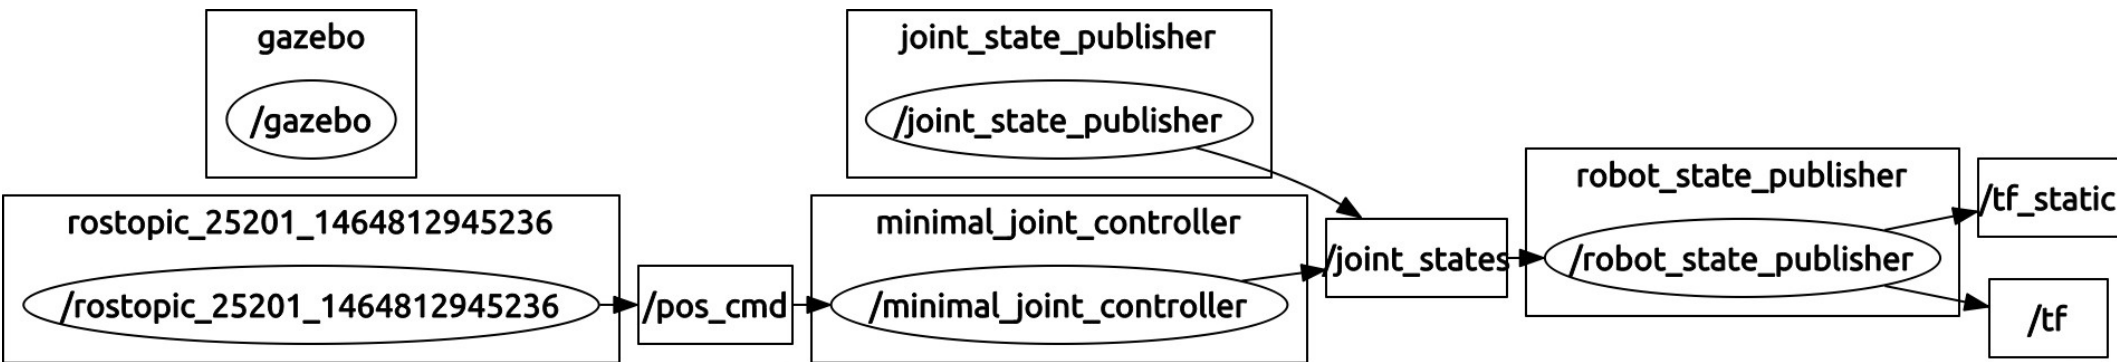 gazebo
/gazebo
joint_state_publisher
/joint_state_publisher
rostopic_25201_1464812945236
/rostopic_25201_1464812945236
/pos_cmd
minimal_joint_controller
/minimal_joint_controller
/joint_states
robot_state_publisher
/robot_state_publisher
/tf_static
/tf